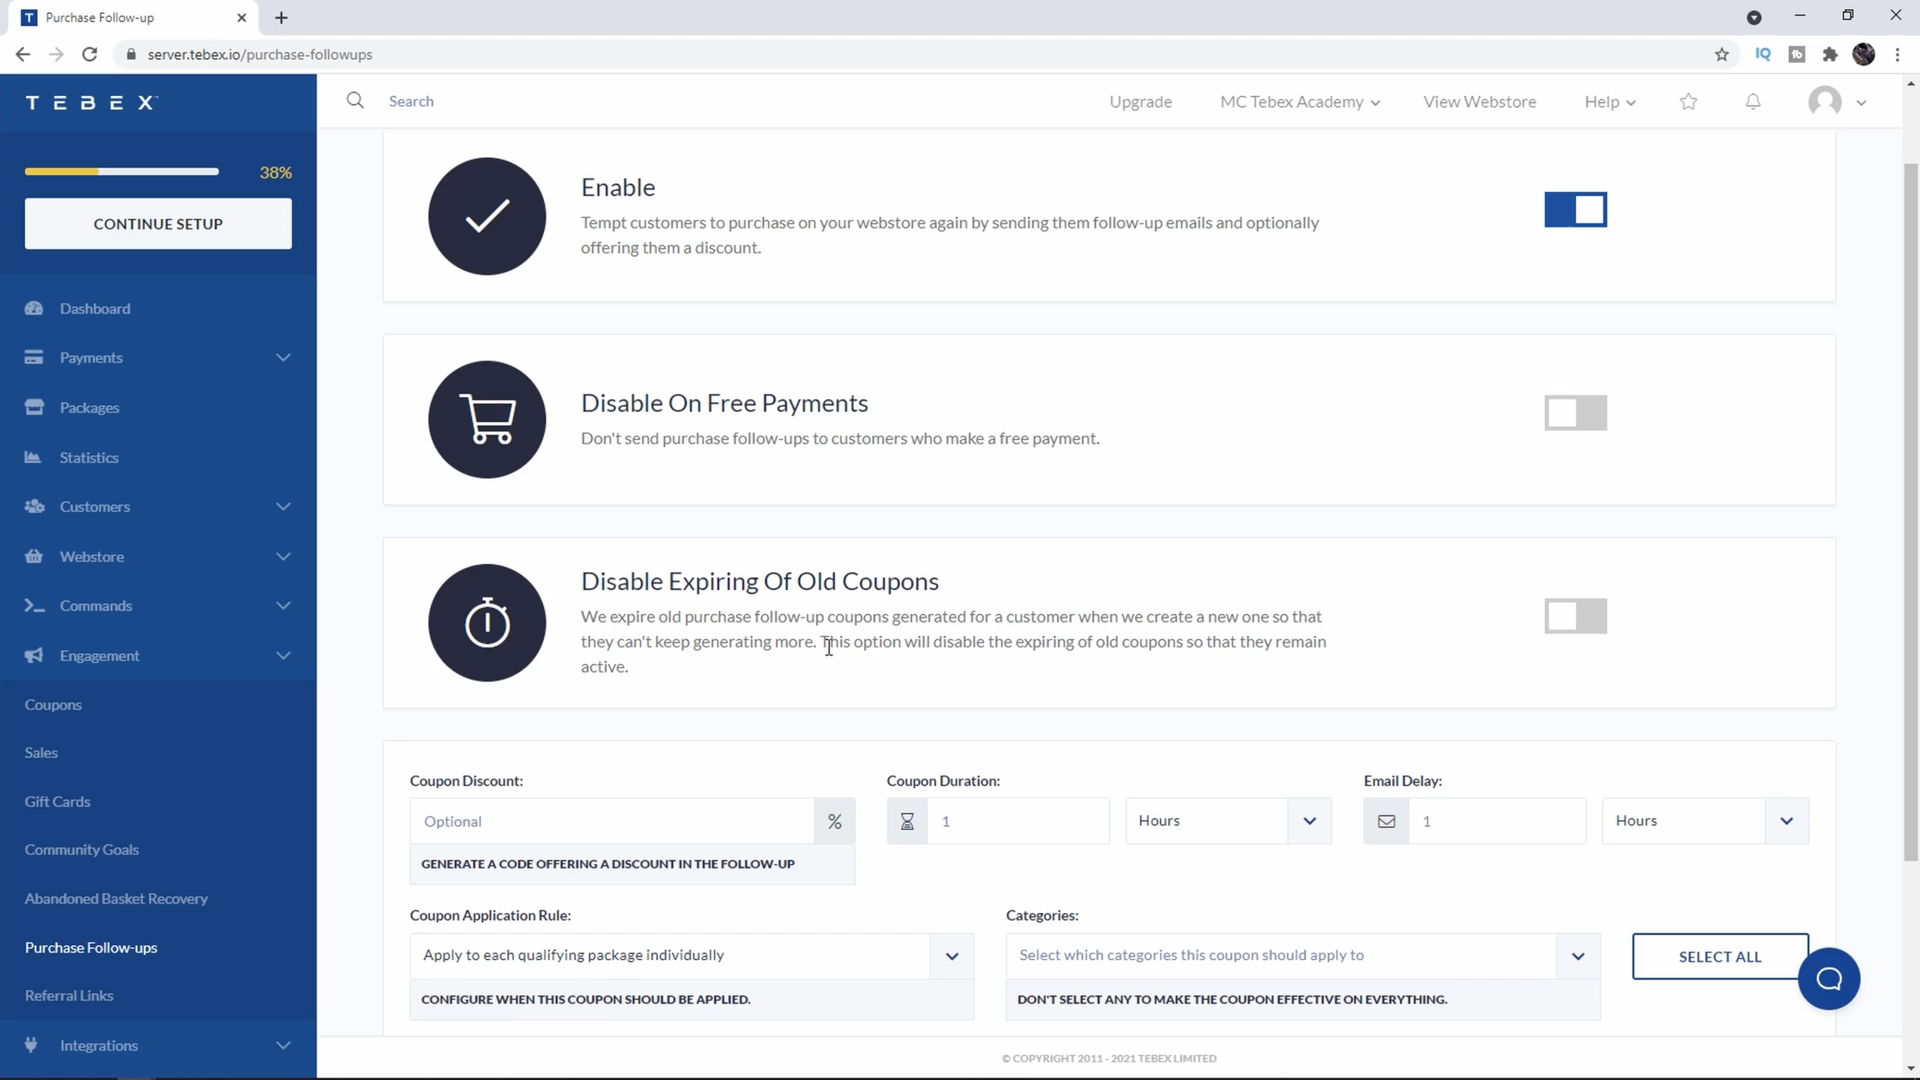 Purchase Follow-up
server.tebex.io/purchase-followups
IQ
TEBEX
Search
Upgrade
MC Tebex Academy
View Webstore
Help
38%
CONTINUE SETUP
Dashboard
Payments
Packages
Statistics
Customers
Webstore
Commands
Engagement
Coupons
Sales
Gift Cards
Community Goals
Abandoned Basket Recovery
Purchase Follow-ups
Referral Links
Integrations
Enable
Tempt customers to purchase on your webstore again by sending them follow-up emails and optionally
offering them a discount.
Disable On Free Payments
Don't send purchase follow-ups to customers who make a free payment.
Disable Expiring Of Old Coupons
We expire old purchase follow-up coupons generated for a customer when we create a new one so that
they can't keep generating more. This option will disable the expiring of old coupons so that they remain
active.
Coupon Discount:
Optional
%
GENERATE A CODE OFFERING A DISCOUNT IN THE FOLLOW-UP
Coupon Duration:
1
Hours
Email Delay:
1
Hours
Coupon Application Rule:
Apply to each qualifying package individually
CONFIGURE WHEN THIS COUPON SHOULD BE APPLIED.
Categories:
Select which categories this coupon should apply to
DON'T SELECT ANY TO MAKE THE COUPON EFFECTIVE ON EVERYTHING.
SELECT ALL
© COPYRIGHT 2011 - 2021 TEBEX LIMITED